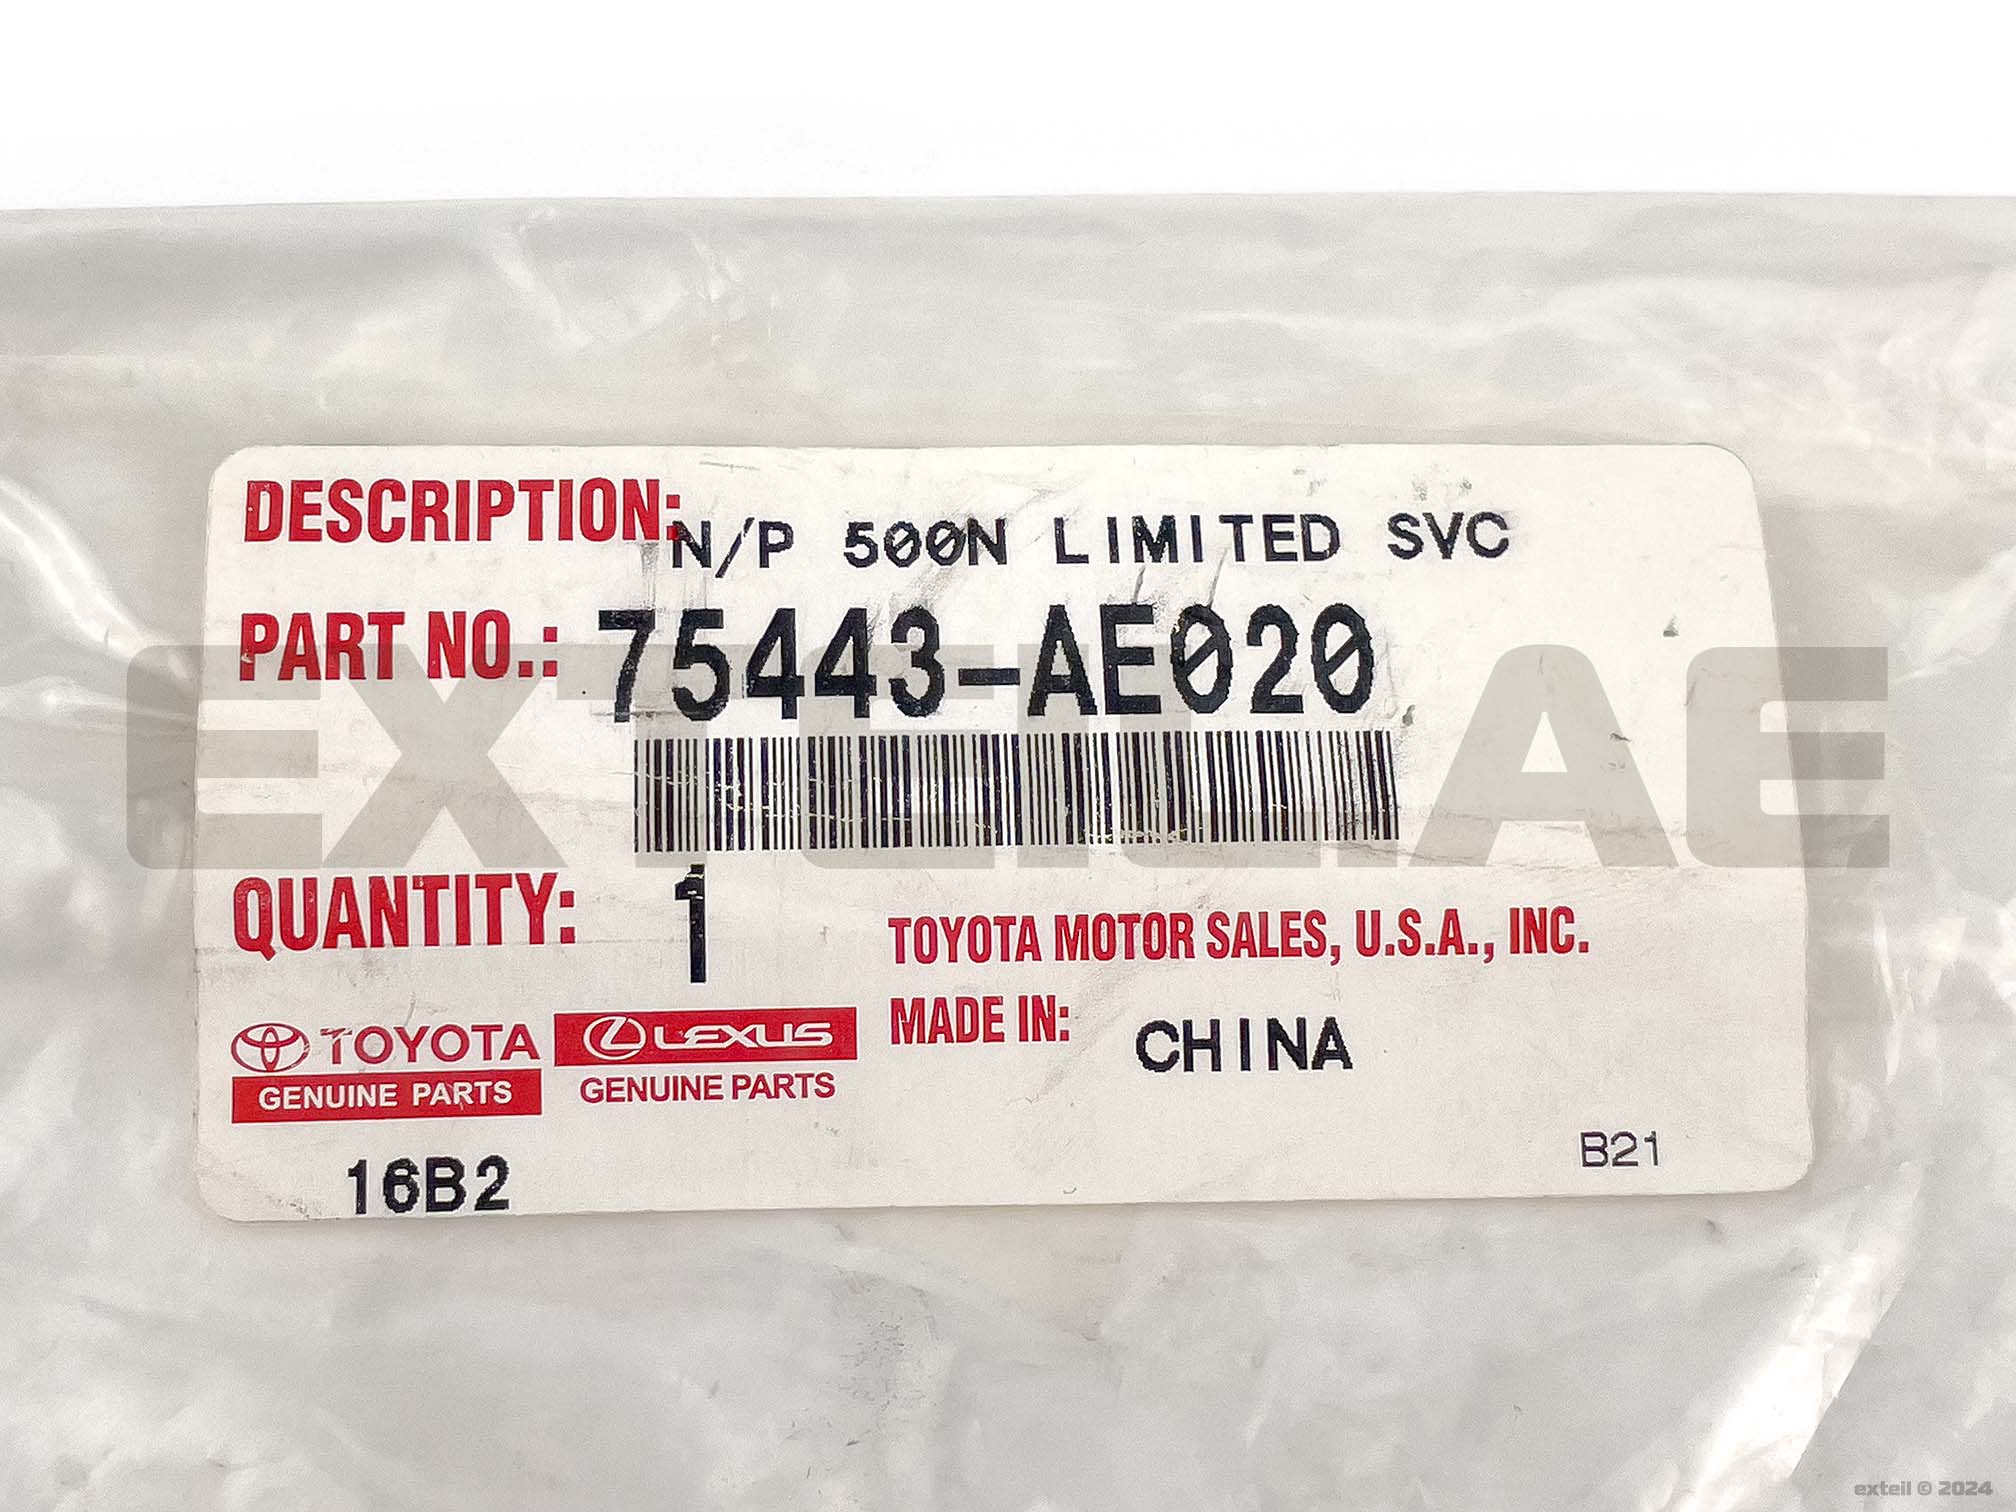 DESCRIPTION: N/P 500N LIMITED SVC
PART NO.: 75443-AE020
QUANTITY: 1
TOYOTA MOTOR SALES, U.S.A., INC.
MADE IN: CHINA
TOYOTA
GENUINE PARTS
LEXUS
GENUINE PARTS
16B2
B21
EXTEIL AE
exteil © 2024